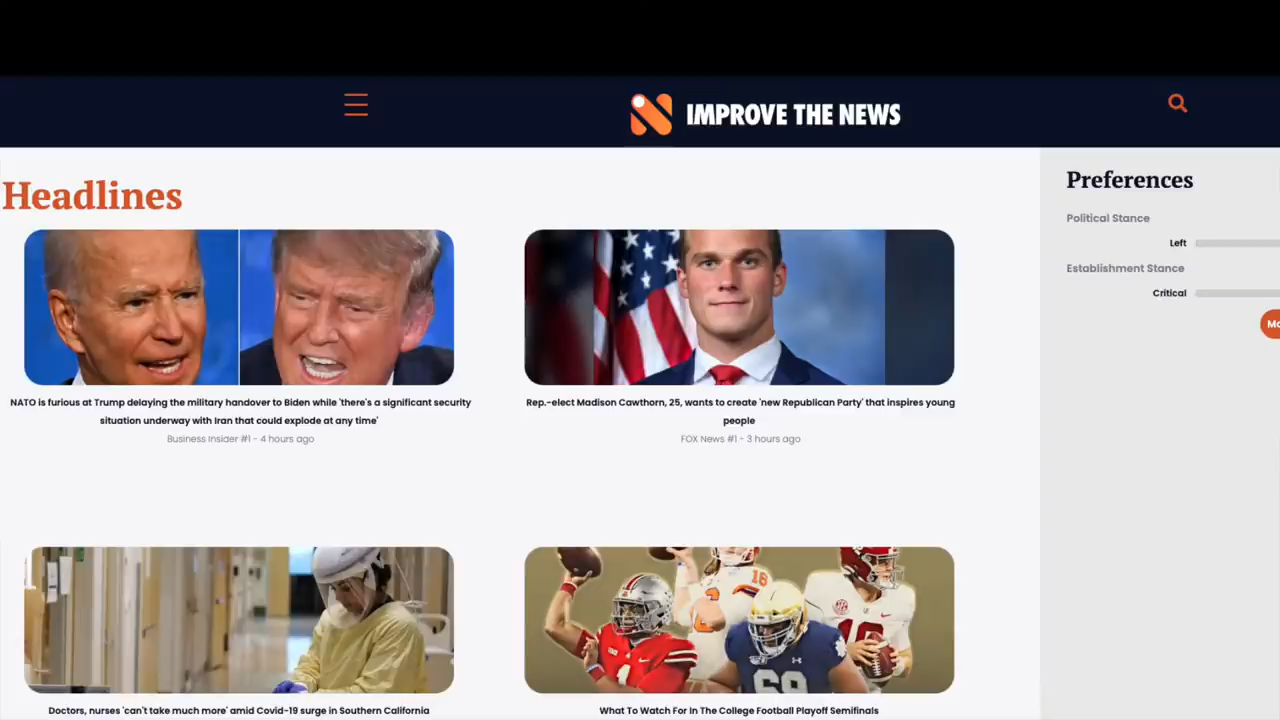 IMPROVE THE NEWS
Headlines
NATO is furious at Trump delaying the military handover to Biden while 'there's a significant security
situation underway with Iran that could explode at any time'
Business Insider #1 - 4 hours ago
Rep.-elect Madison Cawthorn, 25, wants to create 'new Republican Party' that inspires young
people
FOX News #1 - 3 hours ago
Doctors, nurses 'can't take much more' amid Covid-19 surge in Southern California
16
1
69
10
What To Watch For In The College Football Playoff Semifinals
Preferences
Political Stance
Left
Establishment Stance
Critical